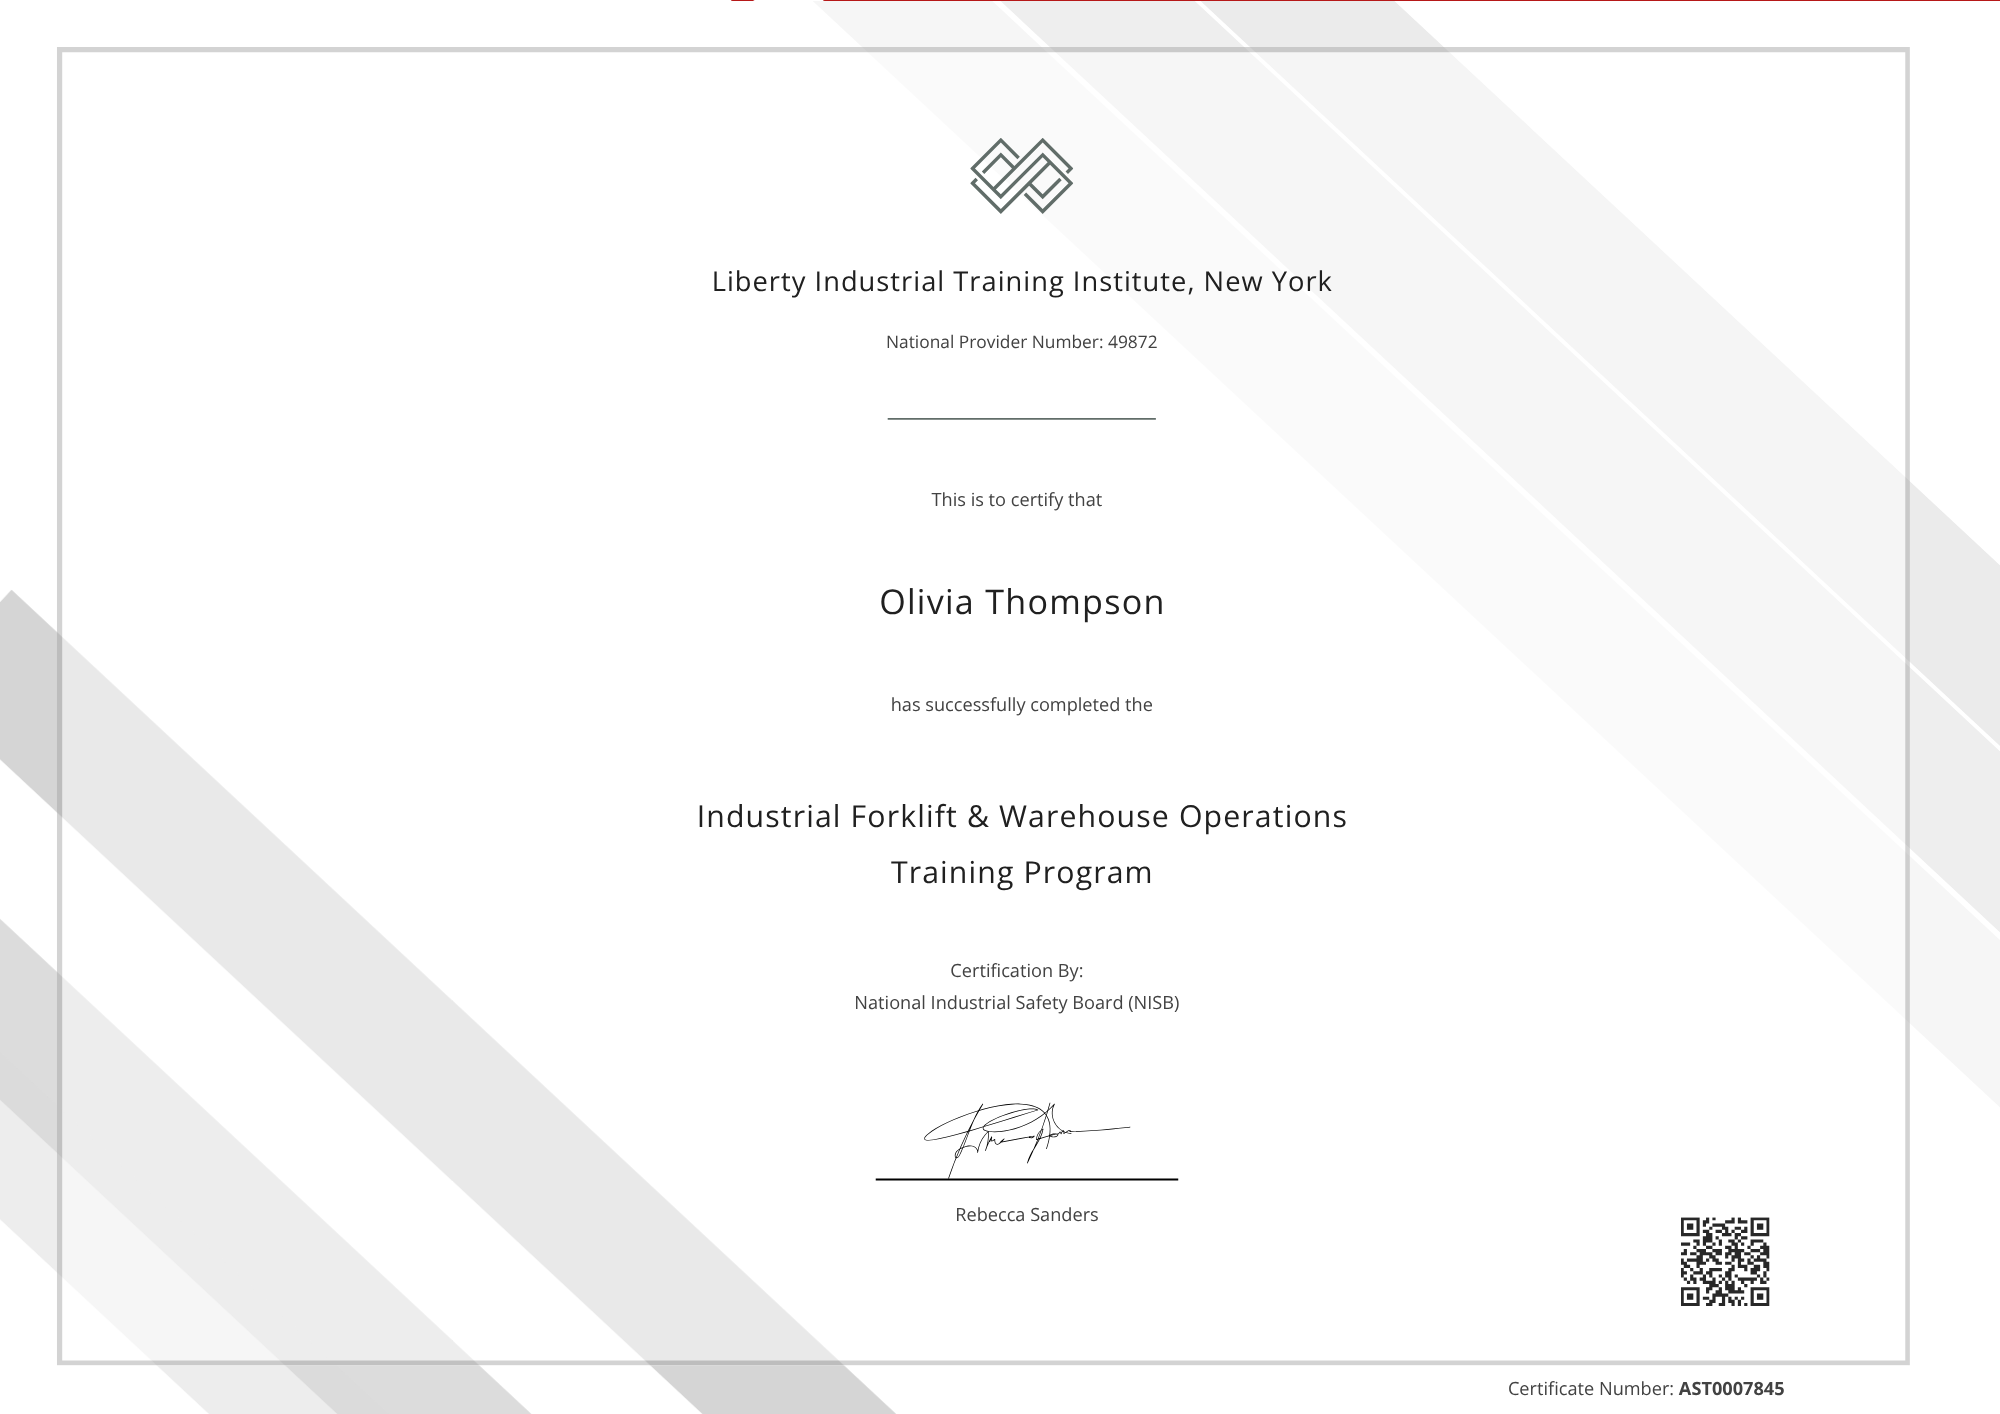 Liberty Industrial Training Institute, New York
National Provider Number: 49872
This is to certify that
Olivia Thompson
has successfully completed the
Industrial Forklift & Warehouse Operations
Training Program
Certification By:
National Industrial Safety Board (NISB)
Rebecca Sanders
Certificate Number: AST0007845